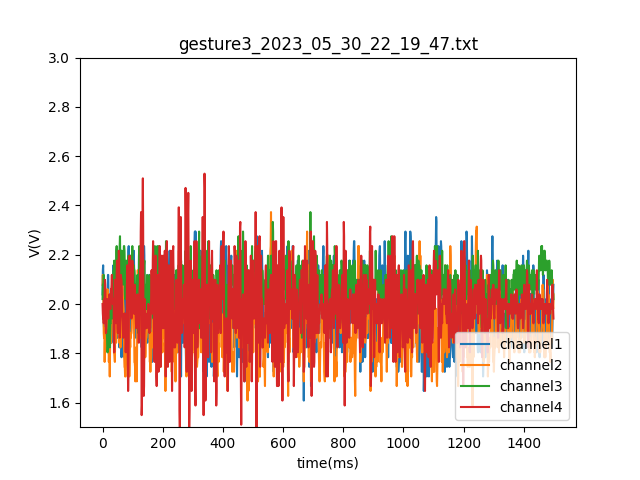 gesture3_2023_05_30_22_19_47.txt
3.0
2.8
2.6
2.4
2.2
2.0
1.8
1.6
V(V)
0 200 400 600 800 1000 1200 1400
time(ms)
channel1
channel2
channel3
channel4